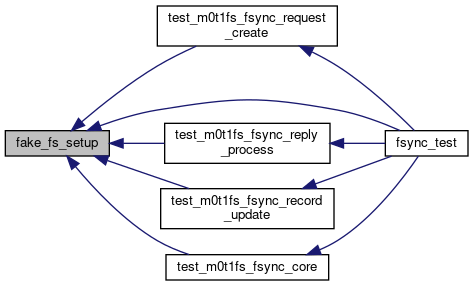 test_m0t1fs_fsync_request
_create
fake_fs_setup
test_m0t1fs_fsync_reply
_process
fsync_test
test_m0t1fs_fsync_record
_update
test_m0t1fs_fsync_core